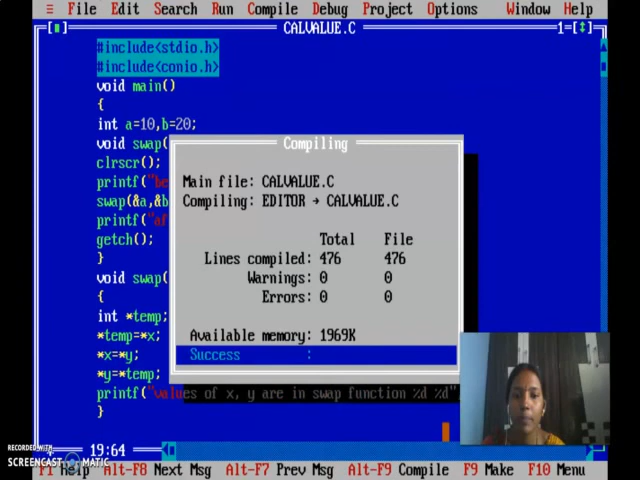 ≡ File Edit Search Run Compile Debug Project Options Window Help
[■] CALVALUE.C 1=[↕]
#include<stdio.h>
#include<conio.h>
void main()
{
int a=10,b=20;
void swap(
clrscr();
printf("be
swap(&a,&b
printf("af
getch();
}
void swap(
{
int *temp;
*temp=*x;
*x=*y;
*y=*temp;
printf("values of x, y are in swap function %d %d",
}
Compiling
Main file: CALVALUE.C
Compiling: EDITOR → CALVALUE.C
Total File
Lines compiled: 476 476
Warnings: 0 0
Errors: 0 0
Available memory: 1969K
Success :
19:64
F1 Help Alt-F8 Next Msg Alt-F7 Prev Msg Alt-F9 Compile F9 Make F10 Menu
RECORDED WITH
SCREENCAST MATIC